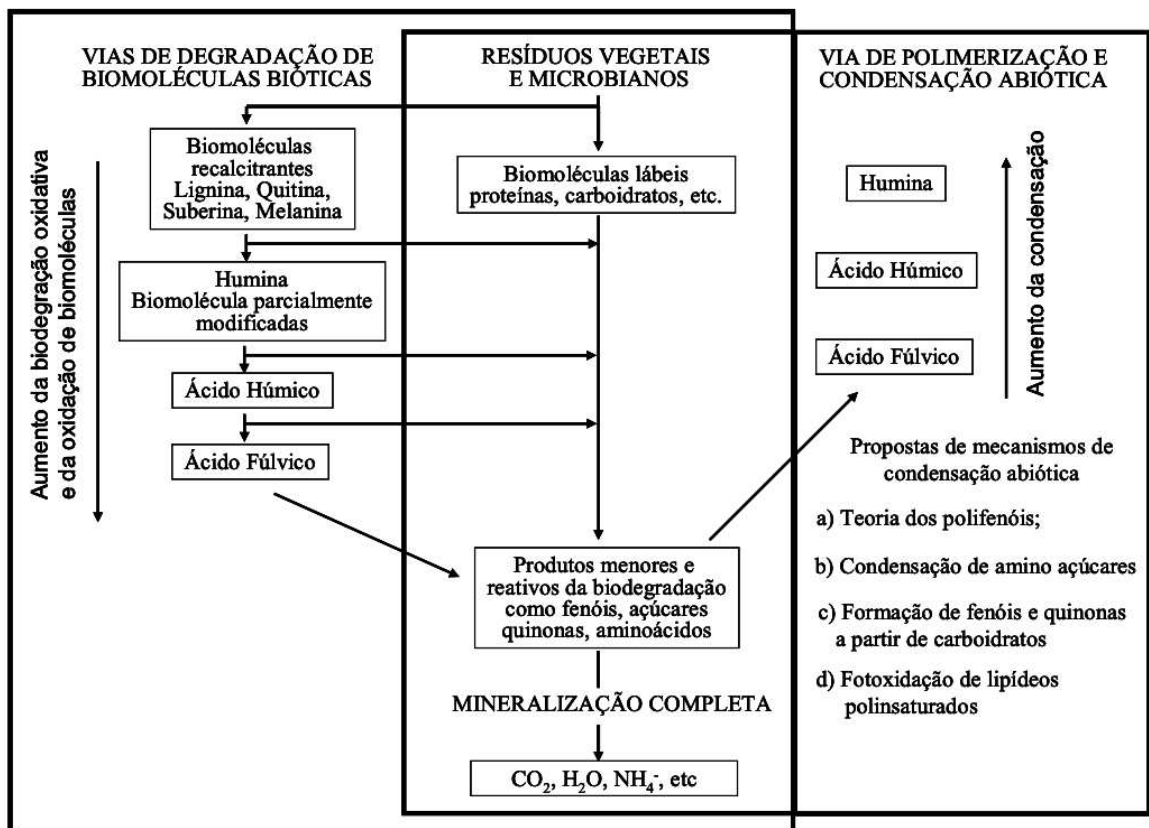 VIAS DE DEGRADAÇÃO DE
BIOMOLÉCULAS BIÓTICAS
Aumento da biodegração oxidativa
e da oxidação de biomoléculas
Biomoléculas
recalcitrantes
Lignina, Quitina,
Suberina, Melanina
Humina
Biomolécula parcialmente
modificadas
Ácido Húmico
Ácido Fúlvico
RESÍDUOS VEGETAIS
E MICROBIANOS
Biomoléculas lábeis
proteínas, carboidratos, etc.
Produtos menores e
reativos da biodegração
como fenóis, açúcares
quinonas, aminoácidos
MINERALIZAÇÃO COMPLETA
CO₂, H₂O, NH₄⁻, etc
VIA DE POLIMERIZAÇÃO E
CONDENSAÇÃO ABIÓTICA
Humina
Ácido Húmico
Ácido Fúlvico
Aumento da condensação
Propostas de mecanismos de
condensação abiótica
a) Teoria dos polifenóis;
b) Condensação de amino açúcares
c) Formação de fenóis e quinonas
a partir de carboidratos
d) Fotoxidação de lipídeos
polinsaturados